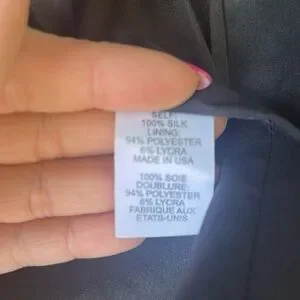 SELF:
100% SILK
LINING:
94% POLYESTER
6% LYCRA
MADE IN USA
100% SOIE
DOUBLURE:
94% POLYESTER
6% LYCRA
FABRIQUE AUX
ETATS-UNIS